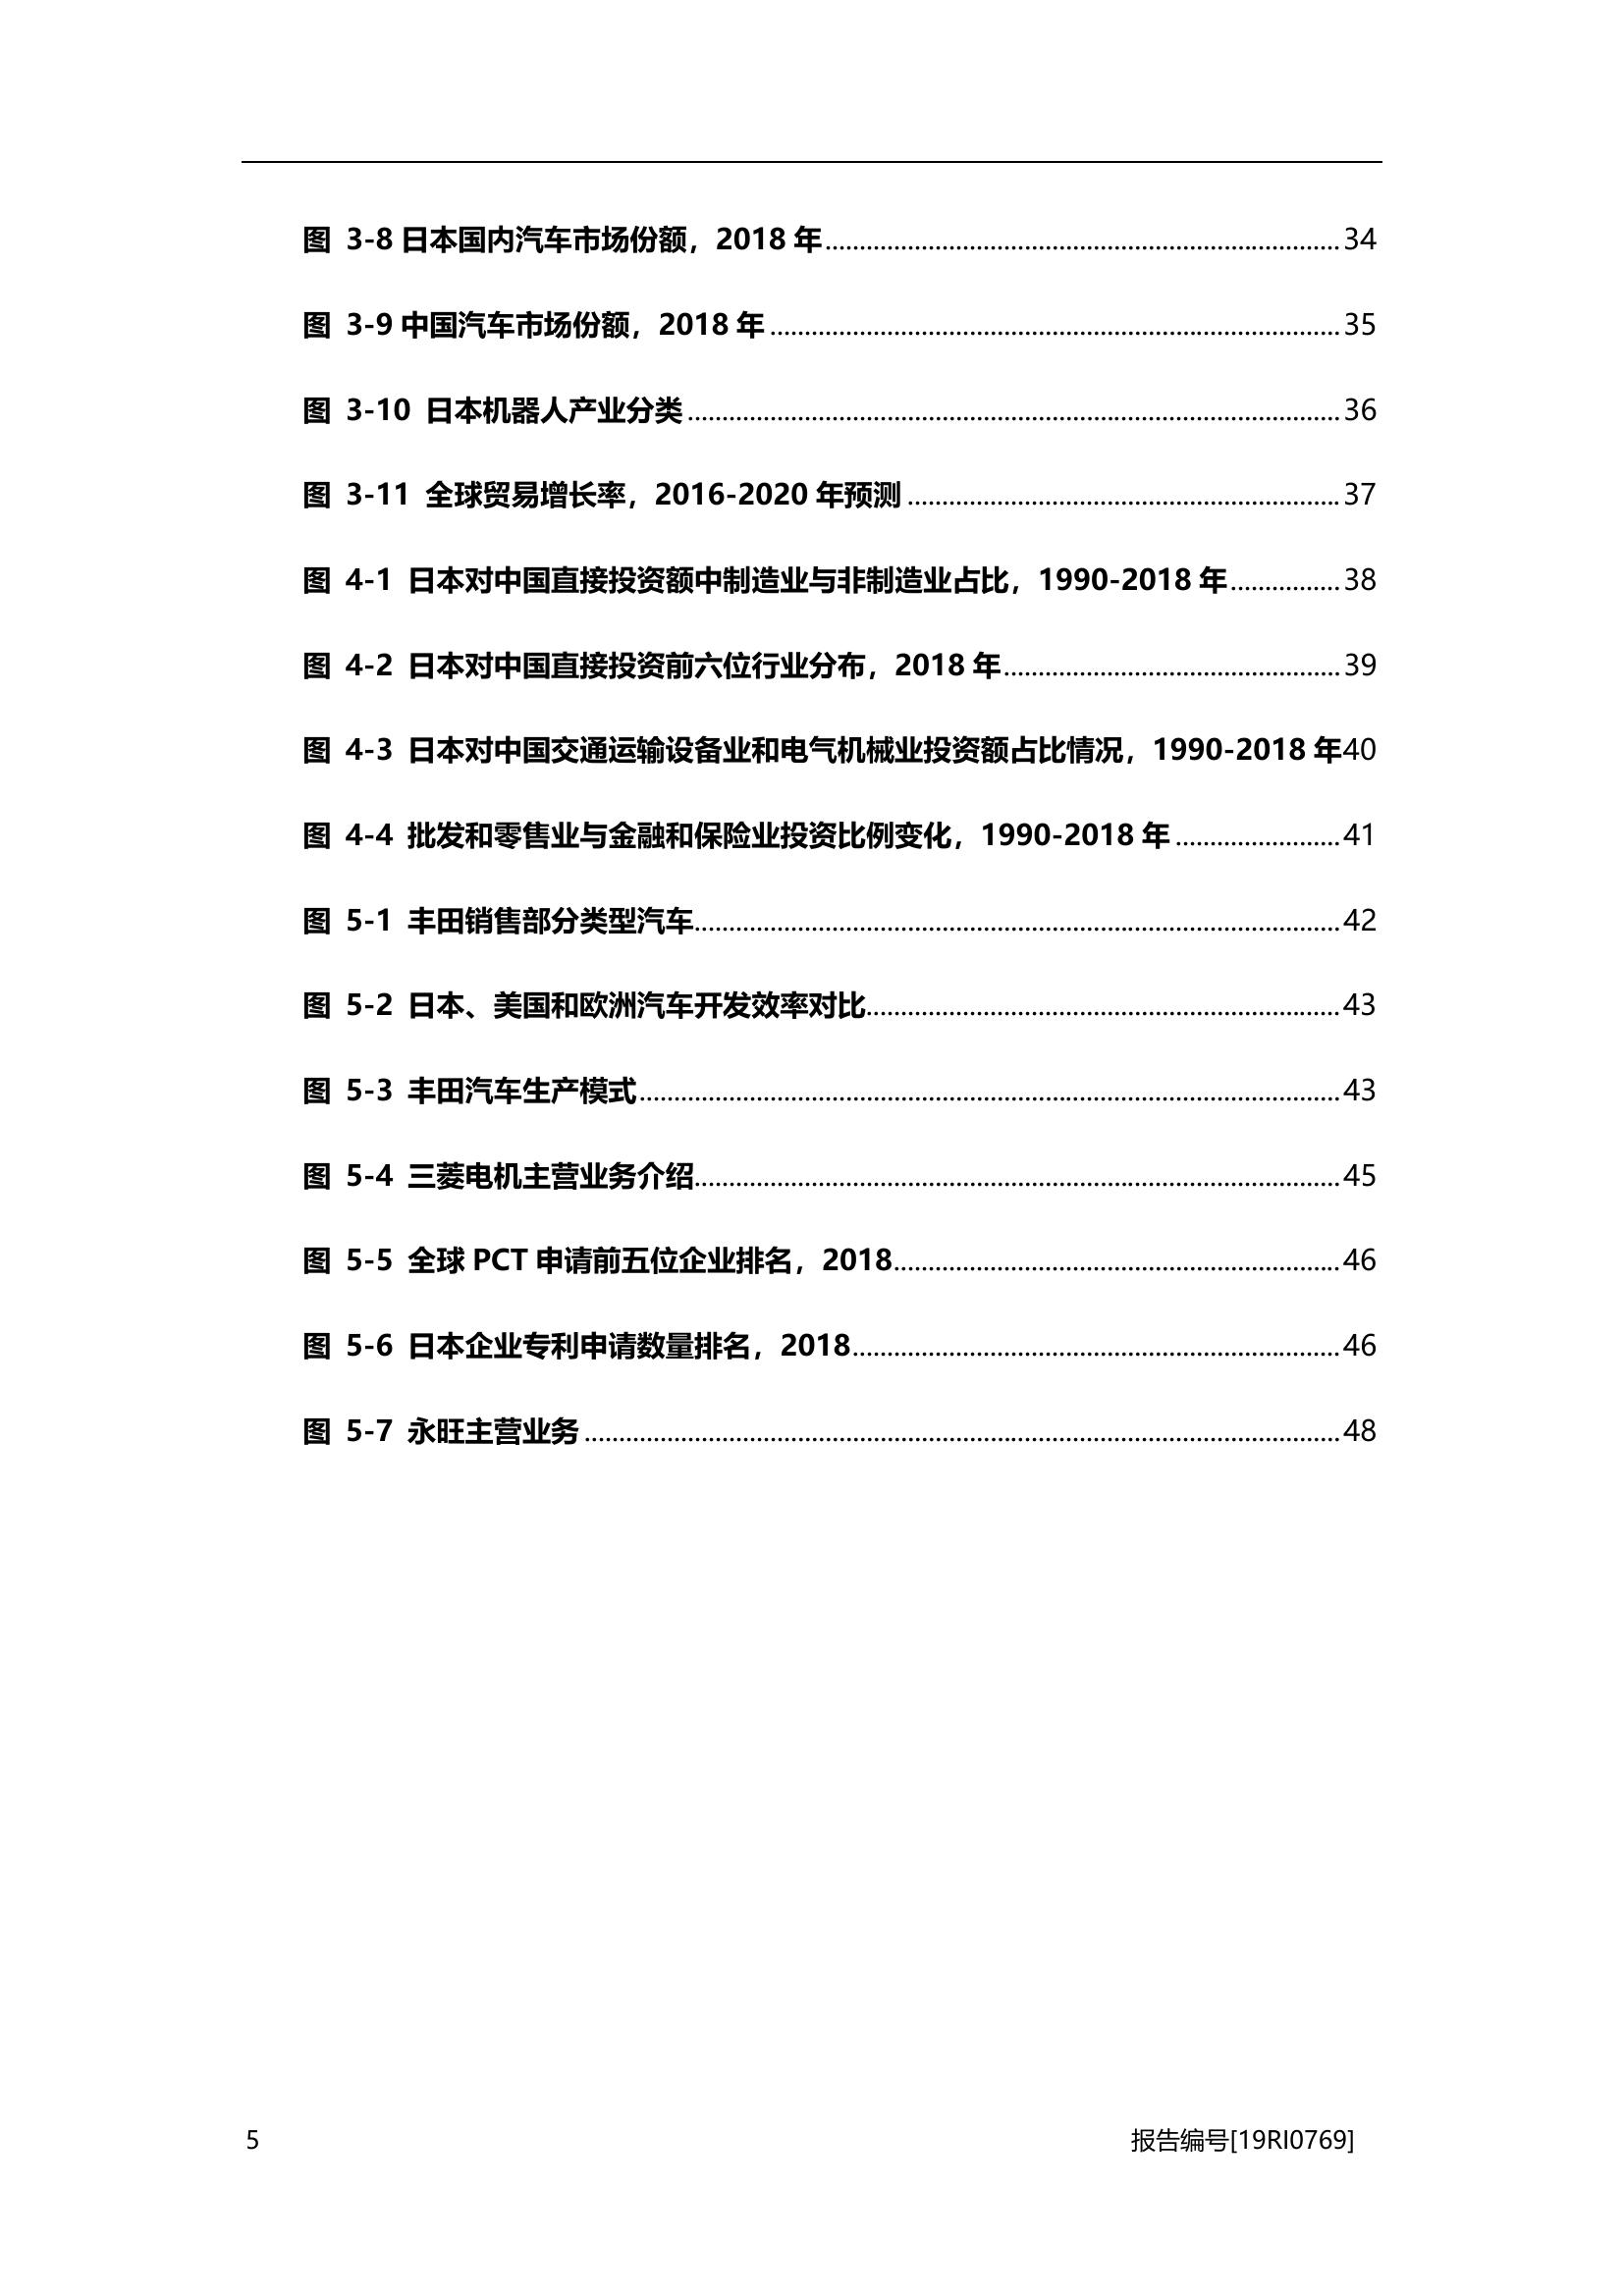 图 3-8 日本国内汽车市场份额，2018 年........................................34
图 3-9 中国汽车市场份额，2018 年........................................35
图 3-10 日本机器人产业分类........................................36
图 3-11 全球贸易增长率，2016-2020 年预测........................................37
图 4-1 日本对中国直接投资额中制造业与非制造业占比，1990-2018 年................38
图 4-2 日本对中国直接投资前六位行业分布，2018 年........................................39
图 4-3 日本对中国交通运输设备业和电气机械业投资额占比情况，1990-2018 年40
图 4-4 批发和零售业与金融和保险业投资比例变化，1990-2018 年........................41
图 5-1 丰田销售部分类型汽车........................................42
图 5-2 日本、美国和欧洲汽车开发效率对比........................................43
图 5-3 丰田汽车生产模式........................................43
图 5-4 三菱电机主营业务介绍........................................45
图 5-5 全球 PCT 申请前五位企业排名，2018........................................46
图 5-6 日本企业专利申请数量排名，2018........................................46
图 5-7 永旺主营业务........................................48
5 报告编号[19RI0769]